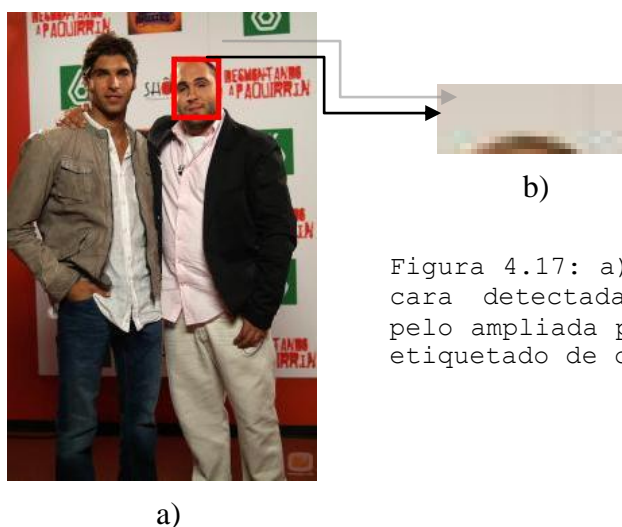 DESMONTANDO
A PAQUIRRIN
DESMONTANDO
A PAQUIRRIN
b)
Figura 4.17: a)
cara detectada
pelo ampliada p
etiquetado de
a)